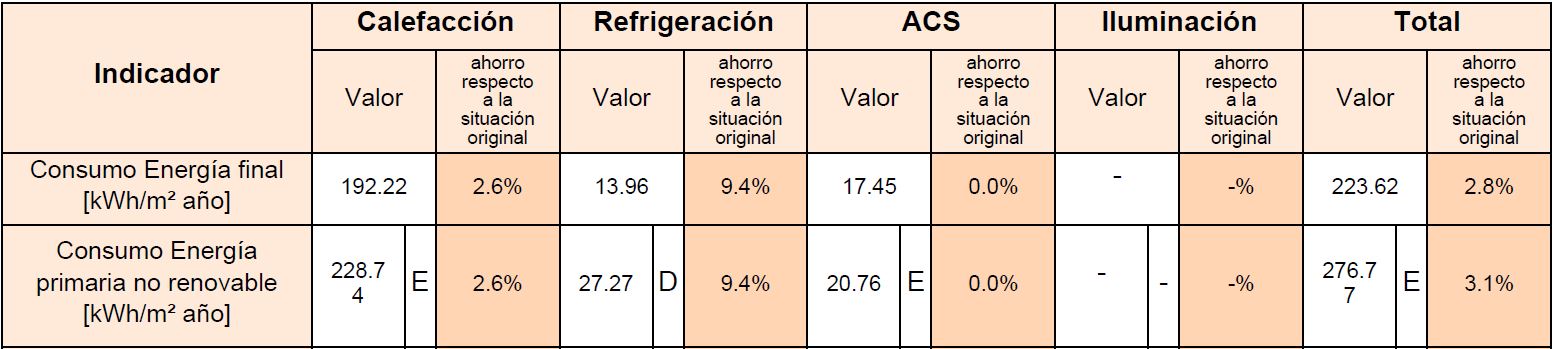 Indicador
Calefacción
Refrigeración
ACS
Iluminación
Total
Valor
ahorro
respecto
a la
situación
original
Valor
ahorro
respecto
a la
situación
original
Valor
ahorro
respecto
a la
situación
original
Valor
ahorro
respecto
a la
situación
original
Valor
ahorro
respecto
a la
situación
original
Consumo Energía final
[kWh/m² año]
192.22
2.6%
13.96
9.4%
17.45
0.0%
-
-%
223.62
2.8%
Consumo Energía
primaria no renovable
[kWh/m² año]
228.7
4
E
2.6%
27.27
D
9.4%
20.76
E
0.0%
-
-
-%
276.7
7
E
3.1%